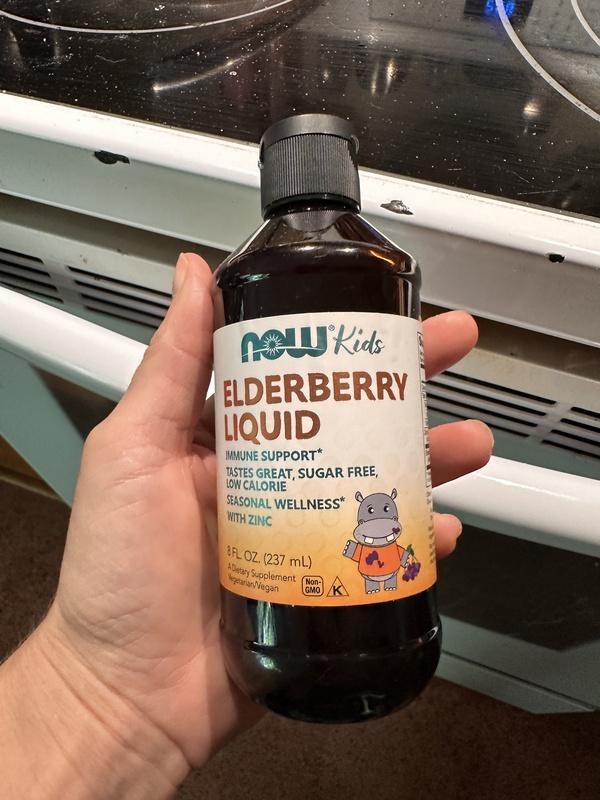 NOW® Kids
ELDERBERRY
LIQUID
IMMUNE SUPPORT*
TASTES GREAT, SUGAR FREE,
LOW CALORIE
SEASONAL WELLNESS*
WITH ZINC
8 FL. OZ. (237 mL)
A Dietary Supplement
Vegetarian/Vegan
Non-
GMO
K